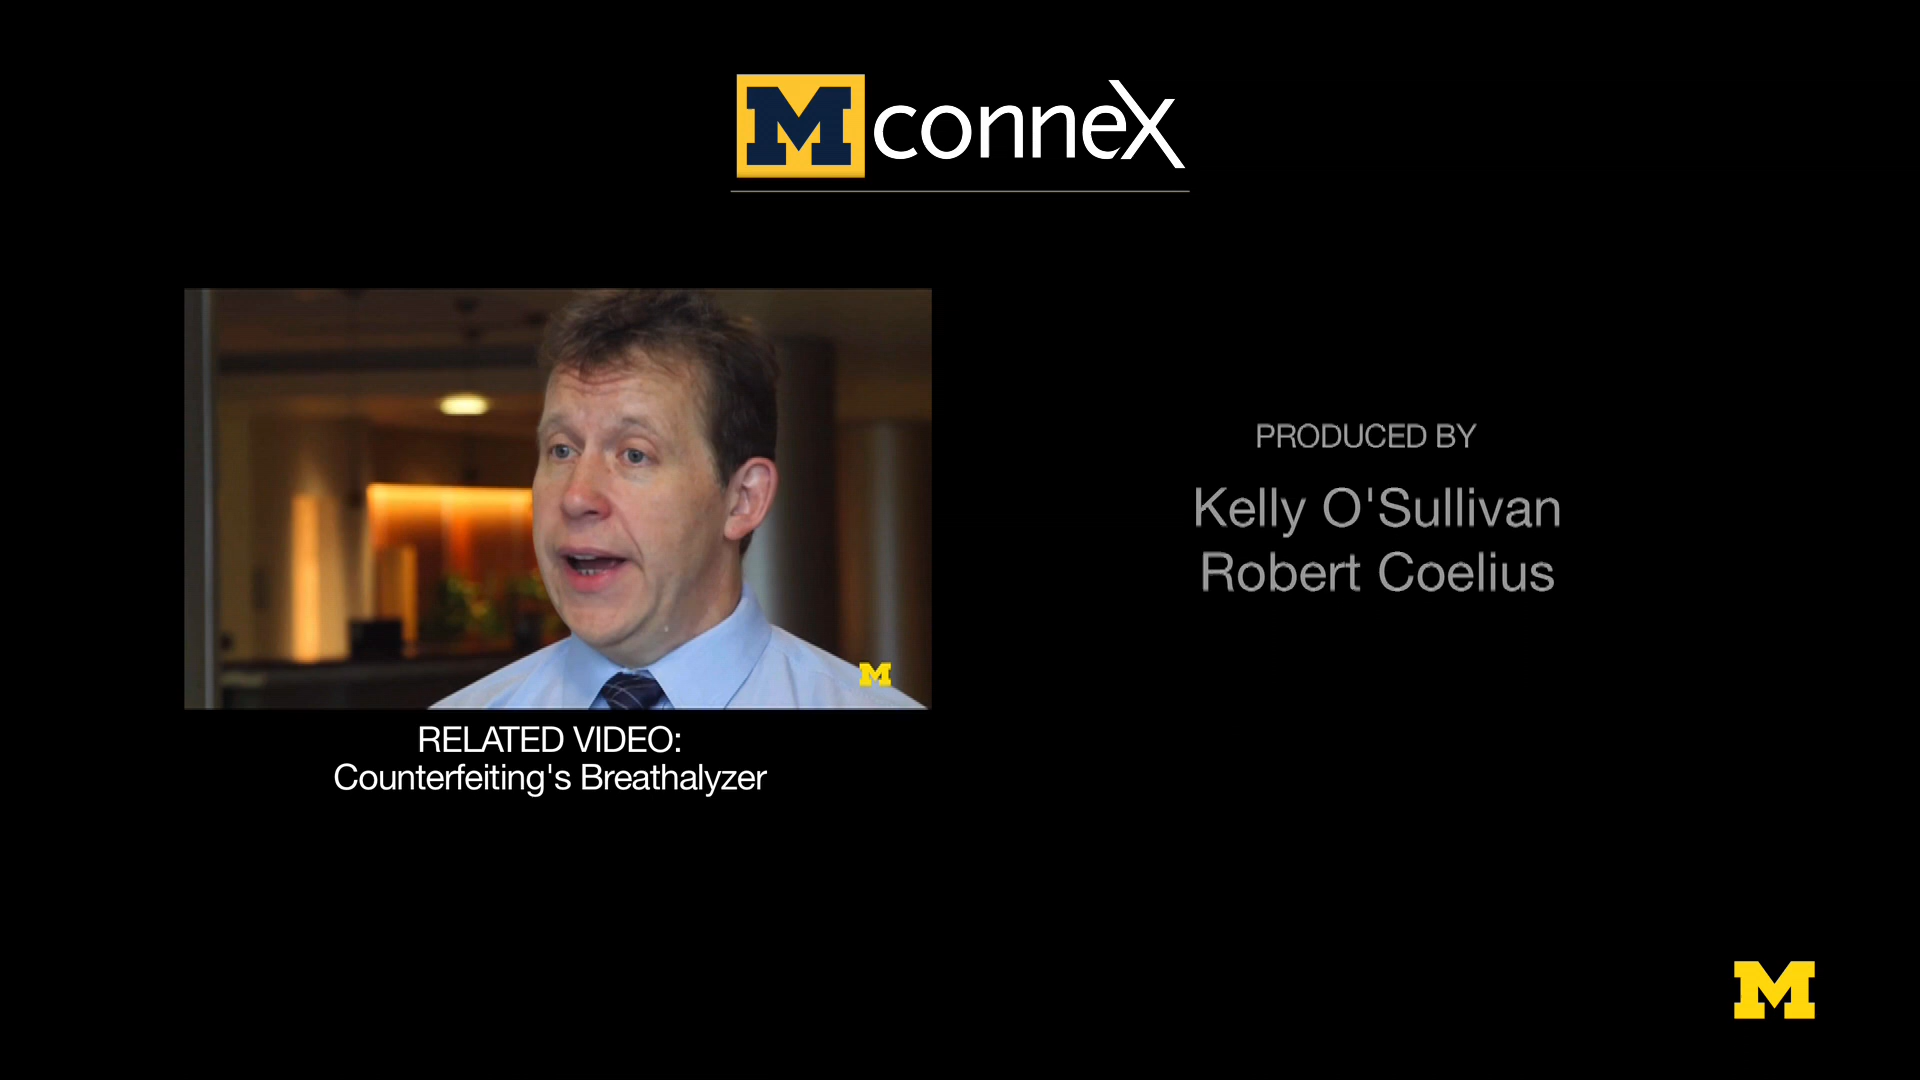 M conneX
M
RELATED VIDEO:
Counterfeiting's Breathalyzer
PRODUCED BY
Kelly O'Sullivan
Robert Coelius
M